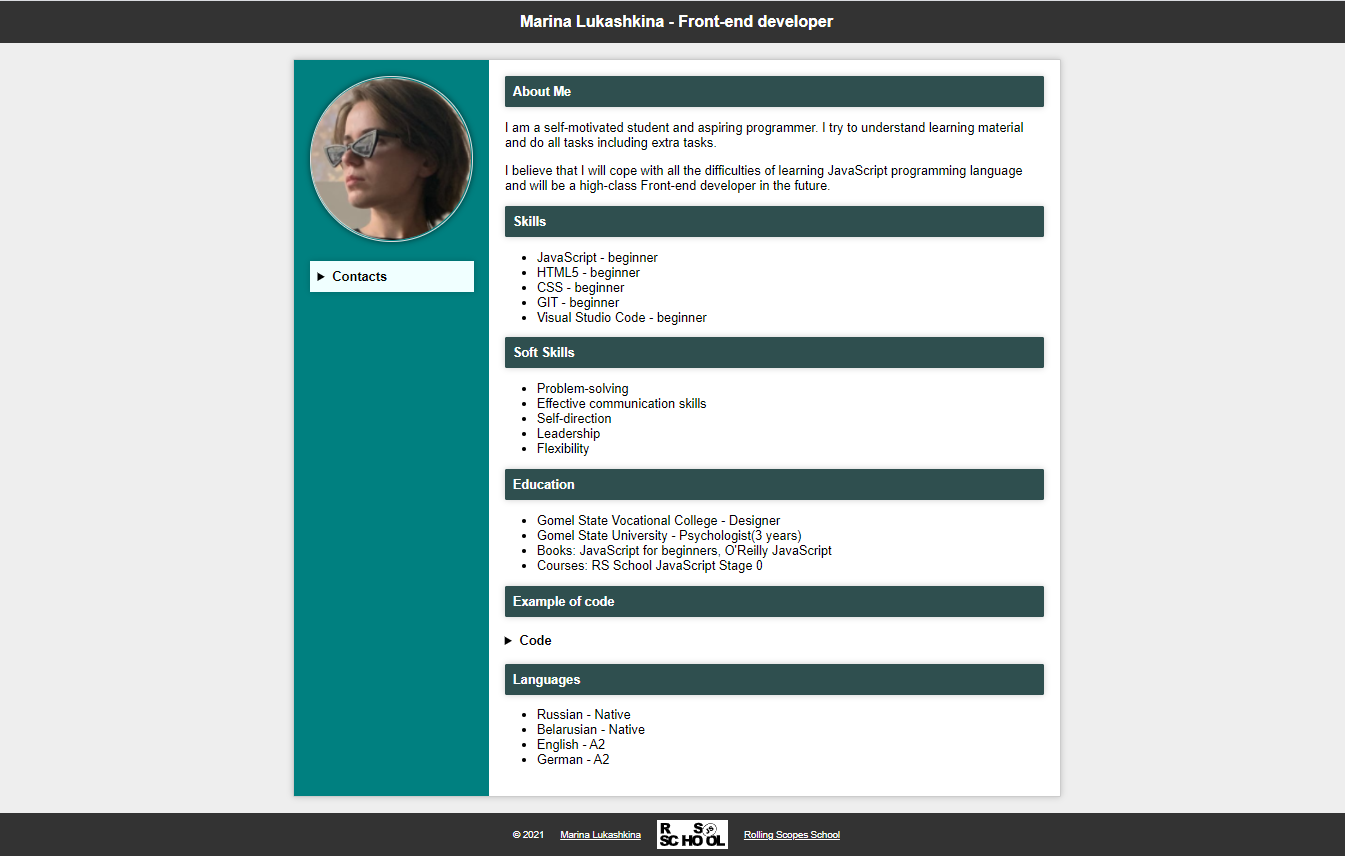 Marina Lukashkina - Front-end developer
Contacts
About Me
I am a self-motivated student and aspiring programmer. I try to understand learning material
and do all tasks including extra tasks.
I believe that I will cope with all the difficulties of learning JavaScript programming language
and will be a high-class Front-end developer in the future.
Skills
JavaScript - beginner
HTML5 - beginner
CSS - beginner
GIT - beginner
Visual Studio Code - beginner
Soft Skills
Problem-solving
Effective communication skills
Self-direction
Leadership
Flexibility
Education
Gomel State Vocational College - Designer
Gomel State University - Psychologist(3 years)
Books: JavaScript for beginners, O'Reilly JavaScript
Courses: RS School JavaScript Stage 0
Example of code
Code
Languages
Russian - Native
Belarusian - Native
English - A2
German - A2
© 2021 Marina Lukashkina RS SCHOOL Rolling Scopes School